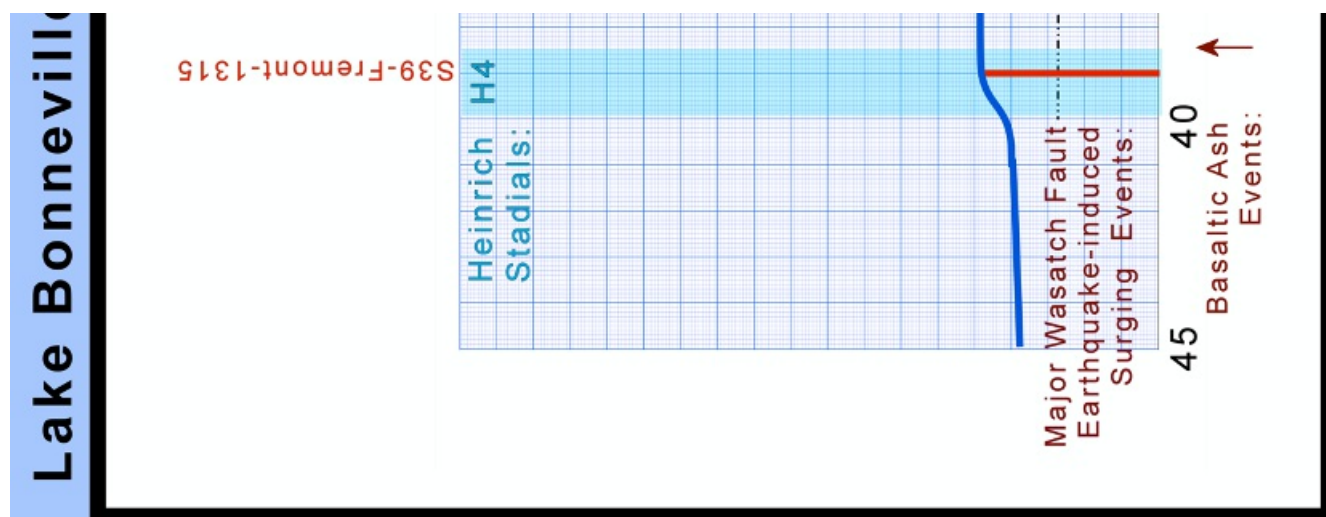 Lake Bonneville
S39-Fremont-1315
H4
Heinrich
Stadials:
Major Wasatch Fault
Earthquake-induced
Surging Events:
40
45
Basaltic Ash
Events: